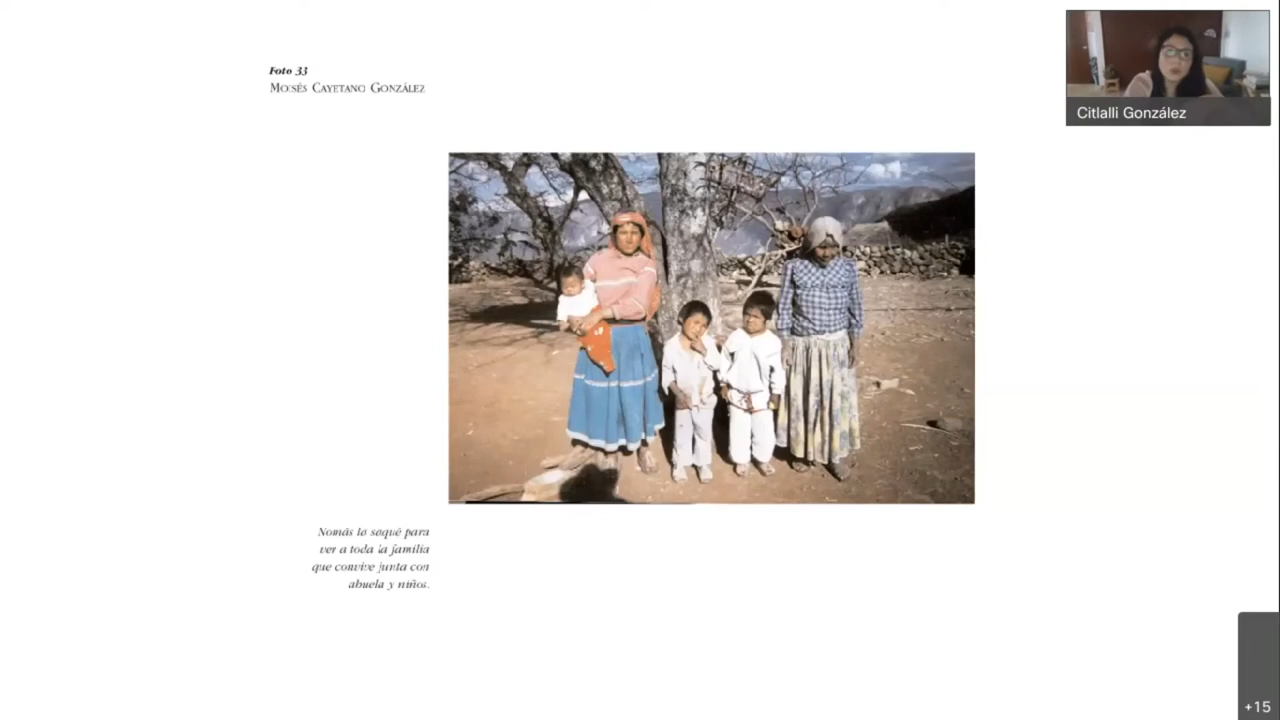 Foto 33
MOISÉS CAYETANO GONZÁLEZ
Citlalli González
Nomás la saqué para
ver a toda la familia
que convive junta con
abuela y niños.
+15